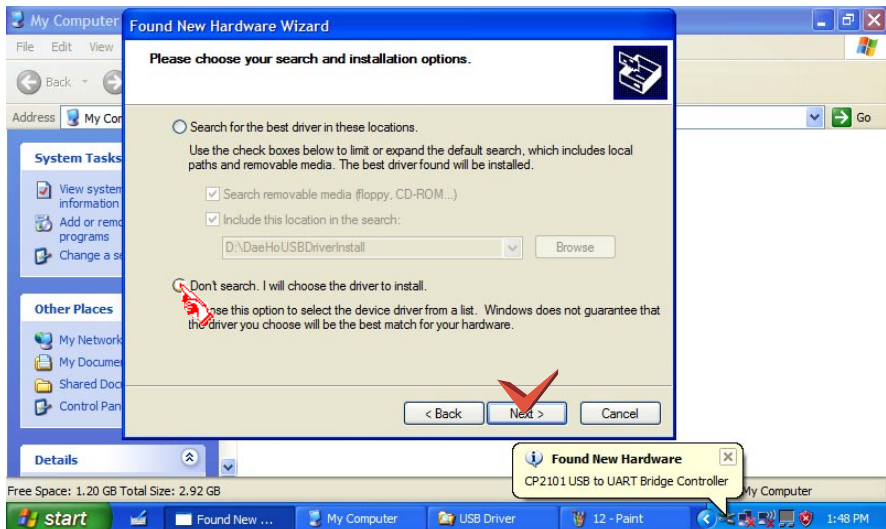 My Computer
Found New Hardware Wizard
File Edit View
Please choose your search and installation options.
Back
Address My Cor
Go
Search for the best driver in these locations.
Use the check boxes below to limit or expand the default search, which includes local
paths and removable media. The best driver found will be installed.
Search removable media (floppy, CD-ROM...)
Include this location in the search:
D:\DaeHoUSBDriverInstall
Browse
Don't search. I will choose the driver to install.
this option to select the device driver from a list. Windows does not guarantee that
the driver you choose will be the best match for your hardware.
< Back Next > Cancel
System Tasks
View system
information
Add or remo
programs
Change a se
Other Places
My Network
My Documen
Shared Docu
Control Pan
Details
Found New Hardware
CP2101 USB to UART Bridge Controller
Free Space: 1.20 GB Total Size: 2.92 GB
My Computer
start
Found New ...
My Computer
USB Driver
12 - Paint
1:48 PM